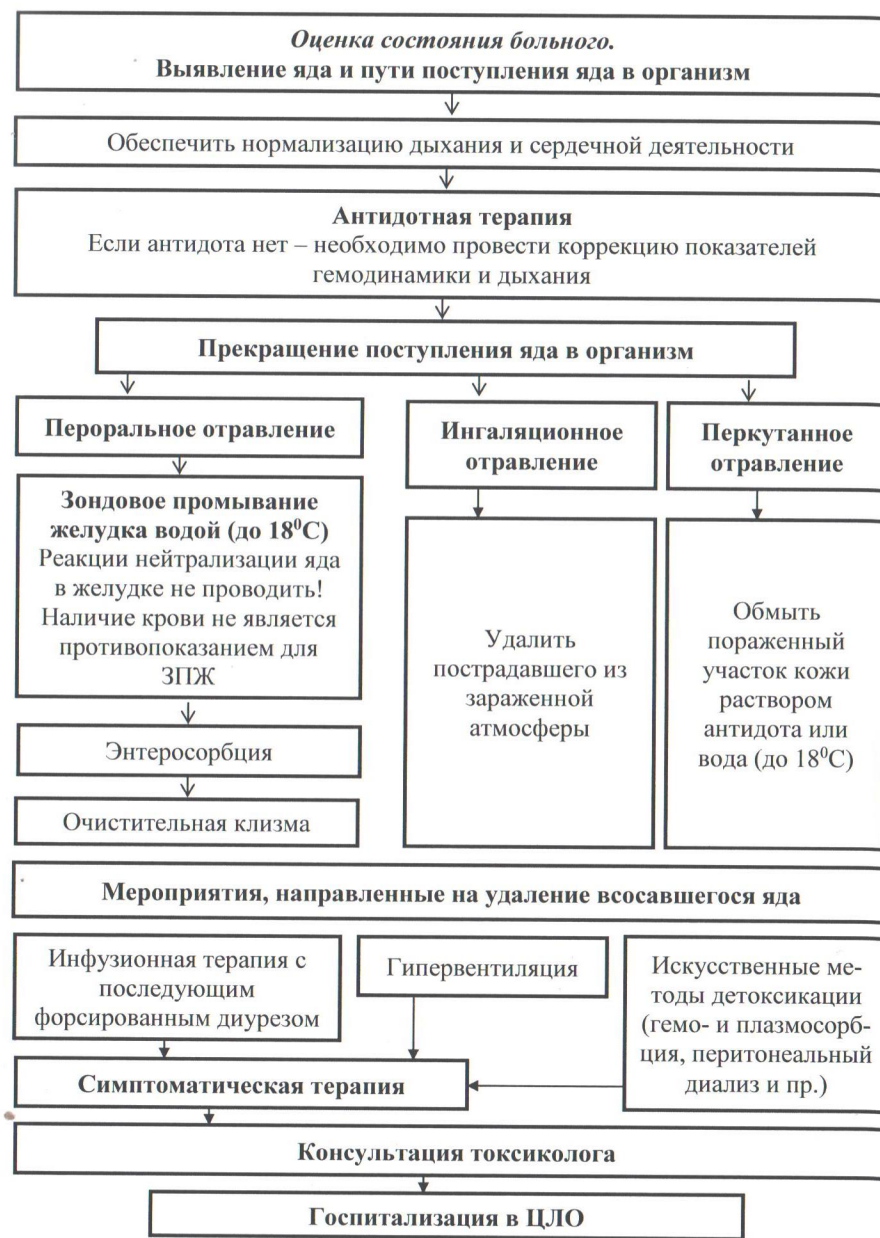 Оценка состояния больного.
Выявление яда и пути поступления яда в организм
Обеспечить нормализацию дыхания и сердечной деятельности
Антидотная терапия
Если антидота нет – необходимо провести коррекцию показателей
гемодинамики и дыхания
Прекращение поступления яда в организм
Пероральное отравление
Зондовое промывание
желудка водой (до 18⁰С)
Реакции нейтрализации яда
в желудке не проводить!
Наличие крови не является
противопоказанием для
ЗПЖ
Энтеросорбция
Очистительная клизма
Ингаляционное
отравление
Удалить
пострадавшего из
зараженной
атмосферы
Перкутанное
отравление
Обмыть
пораженный
участок кожи
раствором
антидота или
вода (до 18⁰С)
Мероприятия, направленные на удаление всосавшегося яда
Инфузионная терапия с
последующим
форсированным диурезом
Гипервентиляция
Искусственные ме-
тоды детоксикации
(гемо- и плазмосорб-
ция, перитонеальный
диализ и пр.)
Симптоматическая терапия
Консультация токсиколога
Госпитализация в ЦЛО